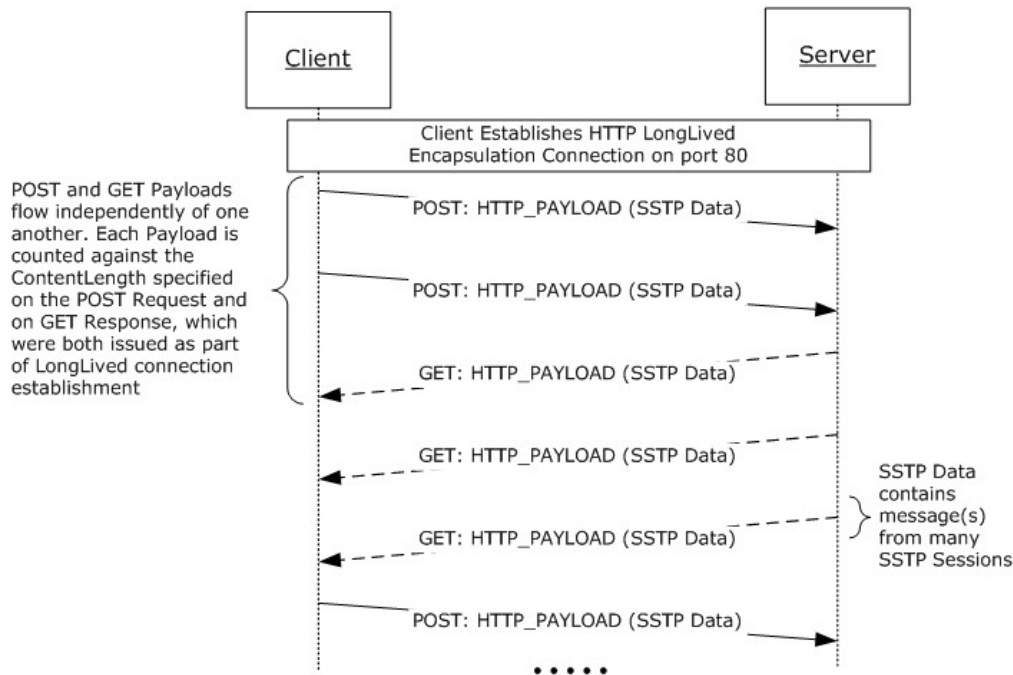 Client
Server
Client Establishes HTTP LongLived
Encapsulation Connection on port 80
POST and GET Payloads
flow independently of one
another. Each Payload is
counted against the
ContentLength specified
on the POST Request and
on GET Response, which
were both issued as part
of LongLived connection
establishment
POST: HTTP_PAYLOAD (SSTP Data)
POST: HTTP_PAYLOAD (SSTP Data)
GET: HTTP_PAYLOAD (SSTP Data)
GET: HTTP_PAYLOAD (SSTP Data)
GET: HTTP_PAYLOAD (SSTP Data)
SSTP Data
contains
message(s)
from many
SSTP Sessions
POST: HTTP_PAYLOAD (SSTP Data)